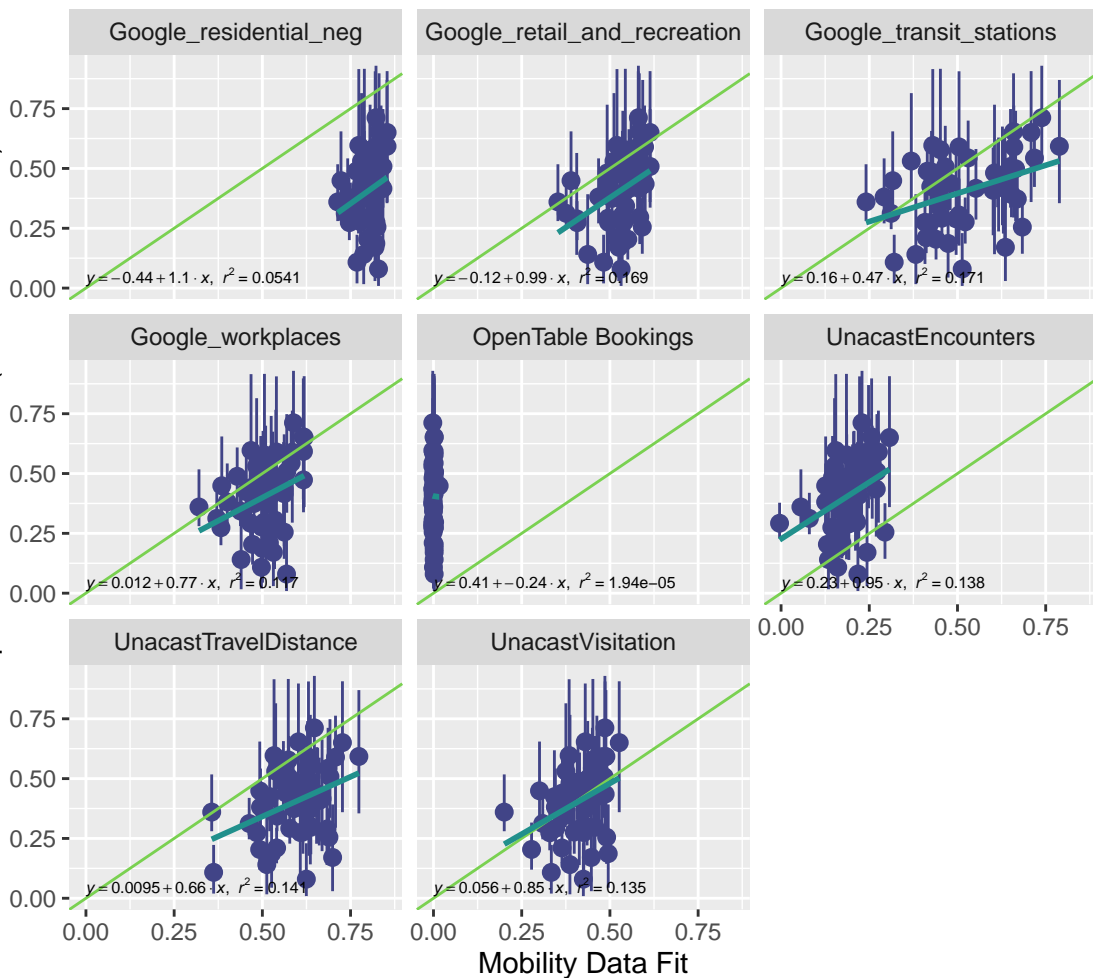 Google_residential_neg
Google_retail_and_recreation
Google_transit_stations
0.75
0.50
0.25
0.00
y = −0.44 + 1.1 · x, r² = 0.0541
y = −0.12 + 0.99 · x, r² = 0.169
y = 0.16 + 0.47 · x, r² = 0.171
Google_workplaces
OpenTable Bookings
UnacastEncounters
0.75
0.50
0.25
0.00
y = 0.012 + 0.77 · x, r² = 0.117
y = 0.41 + −0.24 · x, r² = 1.94e−05
y = 0.23 + 0.95 · x, r² = 0.138
0.00 0.25 0.50 0.75
UnacastTravelDistance
UnacastVisitation
0.75
0.50
0.25
0.00
y = 0.0095 + 0.66 · x, r² = 0.141
y = 0.056 + 0.85 · x, r² = 0.135
0.00 0.25 0.50 0.75
0.00 0.25 0.50 0.75
Mobility Data Fit